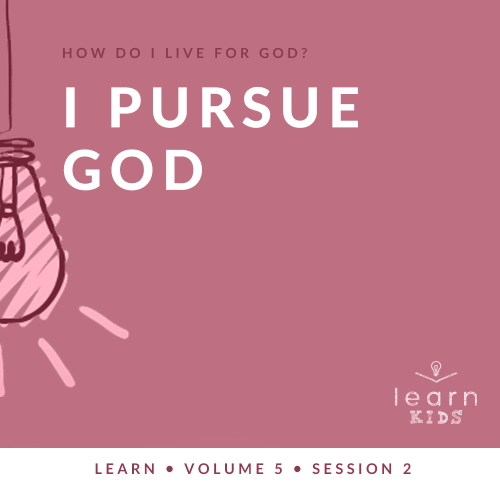 HOW DO I LIVE FOR GOD?
I PURSUE
GOD
learn
KIDS
LEARN • VOLUME 5 • SESSION 2